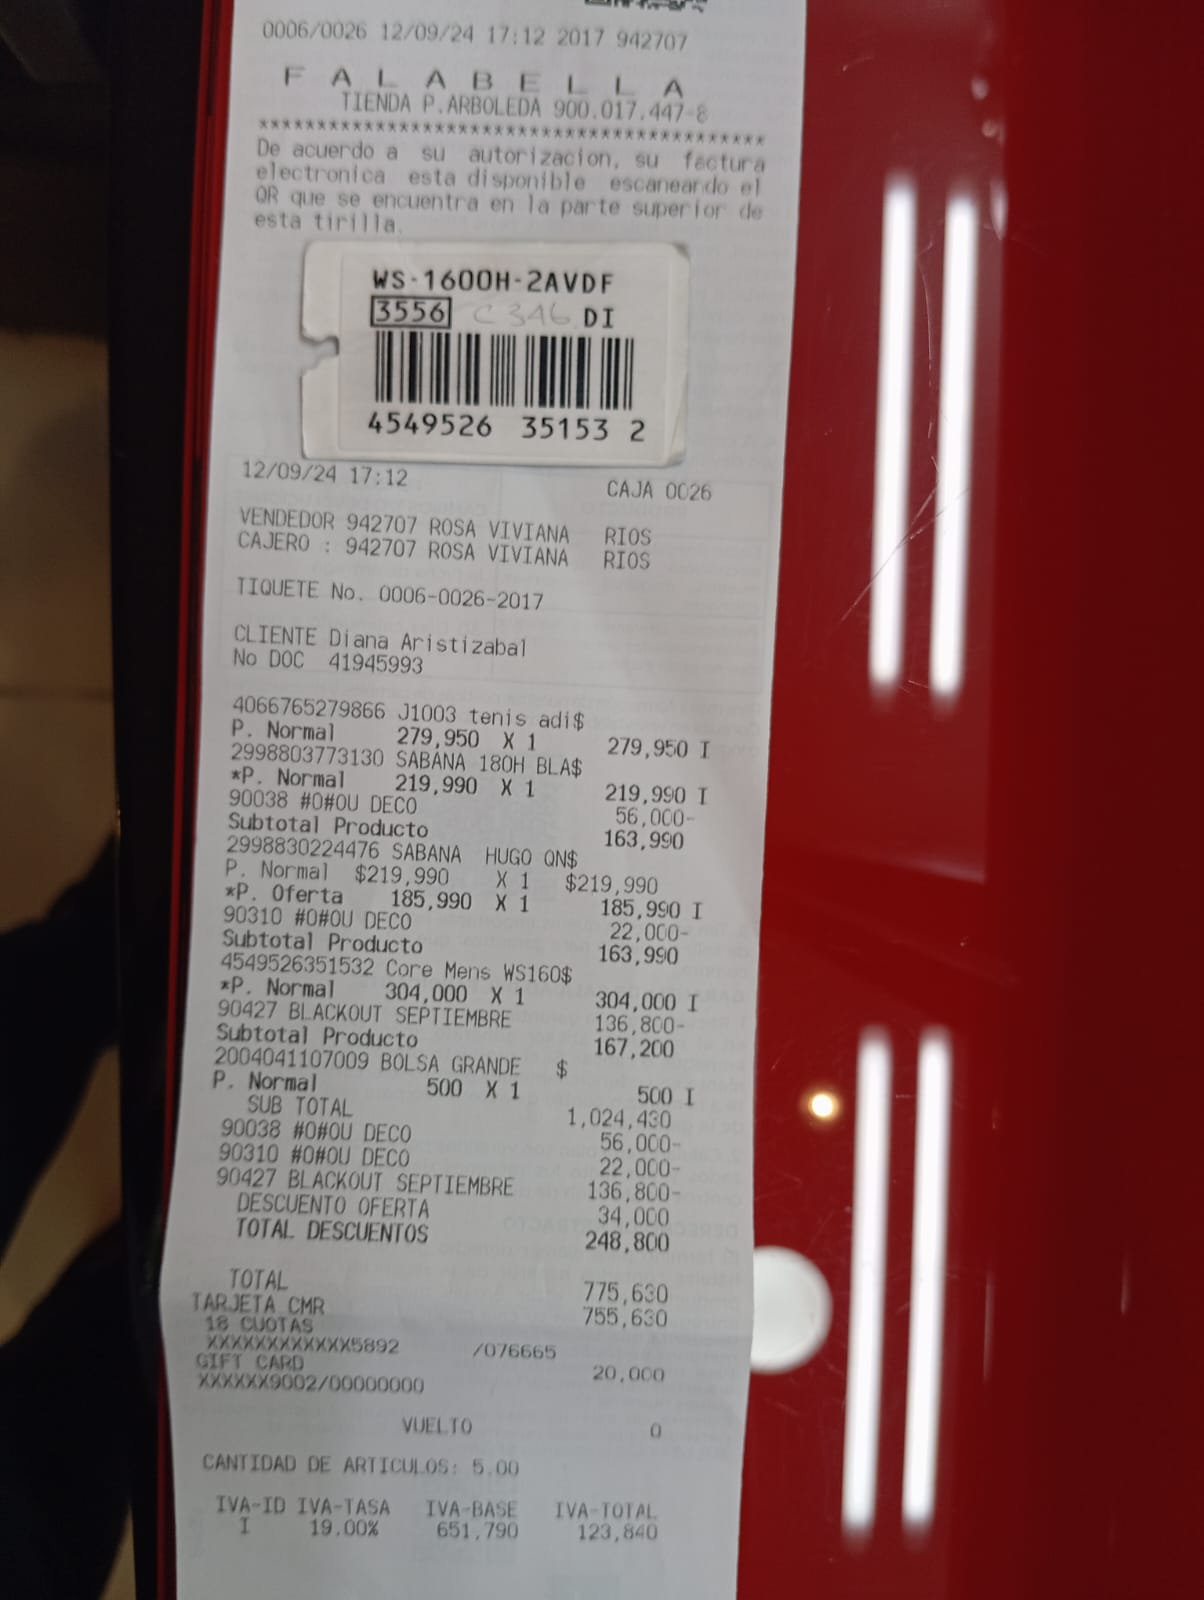 0006/0026 12/09/24 17:12 2017 942707
F A L A B E L L A
TIENDA P.ARBOLEDA 900.017.447-8
********************************************
De acuerdo a su autorizacion, su factura
electronica esta disponible escaneando el
QR que se encuentra en la parte superior de
esta tirilla.
WS-1600H-2AVDF
3556 C346 DI
4549526 35153 2
12/09/24 17:12 CAJA 0026
VENDEDOR 942707 ROSA VIVIANA RIOS
CAJERO : 942707 ROSA VIVIANA RIOS
TIQUETE No. 0006-0026-2017
CLIENTE Diana Aristizabal
No DOC 41945993
4066765279866 J1003 tenis adi$
P. Normal 279,950 X 1 279,950 I
2998803773130 SABANA 180H BLA$
*P. Normal 219,990 X 1 219,990 I
90038 #0#0U DECO 56,000-
Subtotal Producto 163,990
2998830224476 SABANA HUGO QN$
P. Normal $219,990 X 1 $219,990
*P. Oferta 185,990 X 1 185,990 I
90310 #0#0U DECO 22,000-
Subtotal Producto 163,990
4549526351532 Core Mens WS160$
*P. Normal 304,000 X 1 304,000 I
90427 BLACKOUT SEPTIEMBRE 136,800-
Subtotal Producto 167,200
2004041107009 BOLSA GRANDE $
P. Normal 500 X 1 500 I
SUB TOTAL 1,024,430
90038 #0#0U DECO 56,000-
90310 #0#0U DECO 22,000-
90427 BLACKOUT SEPTIEMBRE 136,800-
DESCUENTO OFERTA 34,000
TOTAL DESCUENTOS 248,800
TOTAL 775,630
TARJETA CMR 755,630
18 CUOTAS
XXXXXXXXXXXX5892 /076665
GIFT CARD 20,000
XXXXXX9002/00000000
VUELTO 0
CANTIDAD DE ARTICULOS: 5.00
IVA-ID IVA-TASA IVA-BASE IVA-TOTAL
I 19.00% 651,790 123,840